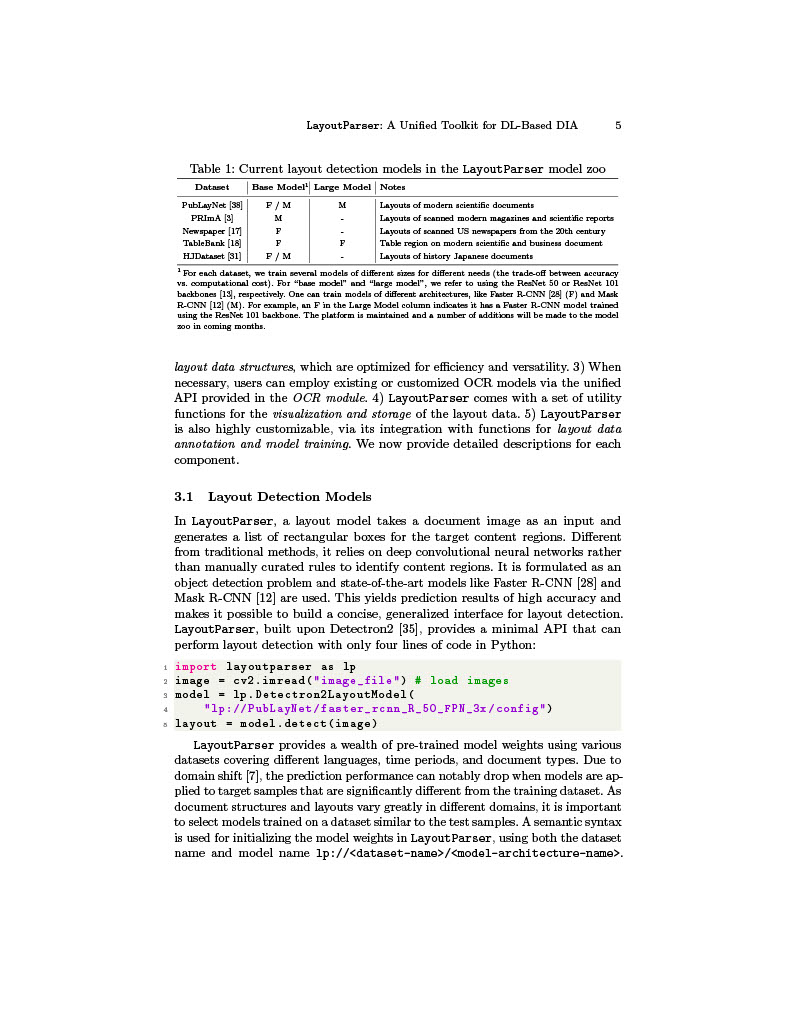 LayoutParser: A Unified Toolkit for DL-Based DIA 5
Table 1: Current layout detection models in the LayoutParser model zoo
Dataset Base Model1 Large Model Notes
PubLayNet [38] F / M M Layouts of modern scientific documents
PRImA [3] M - Layouts of scanned modern magazines and scientific reports
Newspaper [17] F - Layouts of scanned US newspapers from the 20th century
TableBank [18] F F Table region on modern scientific and business document
HJDataset [31] F / M - Layouts of history Japanese documents
1 For each dataset, we train several models of different sizes for different needs (the trade-off between accuracy
vs. computational cost). For “base model” and “large model”, we refer to using the ResNet 50 or ResNet 101
backbones [13], respectively. One can train models of different architectures, like Faster R-CNN [28] (F) and Mask
R-CNN [12] (M). For example, an F in the Large Model column indicates it has a Faster R-CNN model trained
using the ResNet 101 backbone. The platform is maintained and a number of additions will be made to the model
zoo in coming months.
layout data structures, which are optimized for efficiency and versatility. 3) When
necessary, users can employ existing or customized OCR models via the unified
API provided in the OCR module. 4) LayoutParser comes with a set of utility
functions for the visualization and storage of the layout data. 5) LayoutParser
is also highly customizable, via its integration with functions for layout data
annotation and model training. We now provide detailed descriptions for each
component.
3.1 Layout Detection Models
In LayoutParser, a layout model takes a document image as an input and
generates a list of rectangular boxes for the target content regions. Different
from traditional methods, it relies on deep convolutional neural networks rather
than manually curated rules to identify content regions. It is formulated as an
object detection problem and state-of-the-art models like Faster R-CNN [28] and
Mask R-CNN [12] are used. This yields prediction results of high accuracy and
makes it possible to build a concise, generalized interface for layout detection.
LayoutParser, built upon Detectron2 [35], provides a minimal API that can
perform layout detection with only four lines of code in Python:
1 import layoutparser as lp
2 image = cv2.imread("image_file") # load images
3 model = lp.Detectron2LayoutModel(
4 "lp://PubLayNet/faster_rcnn_R_50_FPN_3x/config")
5 layout = model.detect(image)
LayoutParser provides a wealth of pre-trained model weights using various
datasets covering different languages, time periods, and document types. Due to
domain shift [7], the prediction performance can notably drop when models are ap-
plied to target samples that are significantly different from the training dataset. As
document structures and layouts vary greatly in different domains, it is important
to select models trained on a dataset similar to the test samples. A semantic syntax
is used for initializing the model weights in LayoutParser, using both the dataset
name and model name lp://<dataset-name>/<model-architecture-name>.